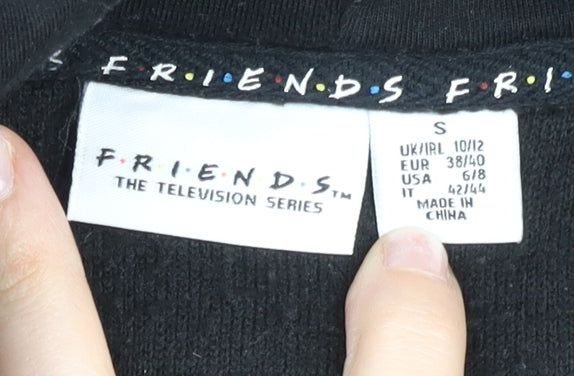 S F·R·I·E·N·D·S F·R·I·
F·R·I·E·N·D·S™
THE TELEVISION SERIES
S
UK/IRL 10/12
EUR 38/40
USA 6/8
IT 42/44
MADE IN
CHINA